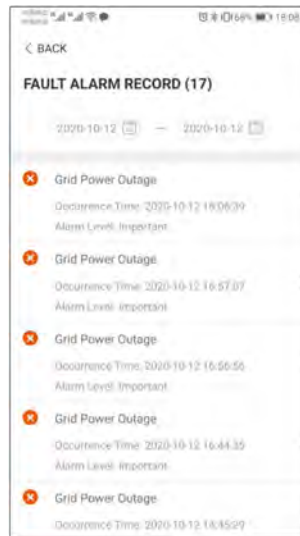 66% 18:08
< BACK
FAULT ALARM RECORD (17)
2020-10-12 — 2020-10-12
Grid Power Outage
Occurrence Time: 2020-10-12 18:06:39
Alarm Level: Important
Grid Power Outage
Occurrence Time: 2020-10-12 16:57:07
Alarm Level: Important
Grid Power Outage
Occurrence Time: 2020-10-12 16:56:56
Alarm Level: Important
Grid Power Outage
Occurrence Time: 2020-10-12 16:44:35
Alarm Level: Important
Grid Power Outage
Occurrence Time: 2020-10-12